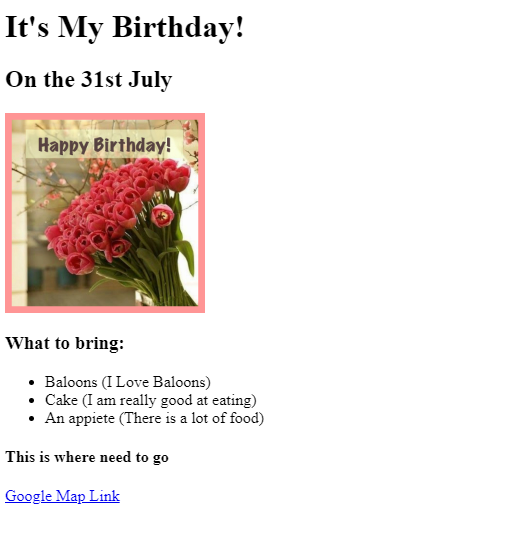 It's My Birthday!
On the 31st July
Happy Birthday!
What to bring:
Baloons (I Love Baloons)
Cake (I am really good at eating)
An appiete (There is a lot of food)
This is where need to go
Google Map Link